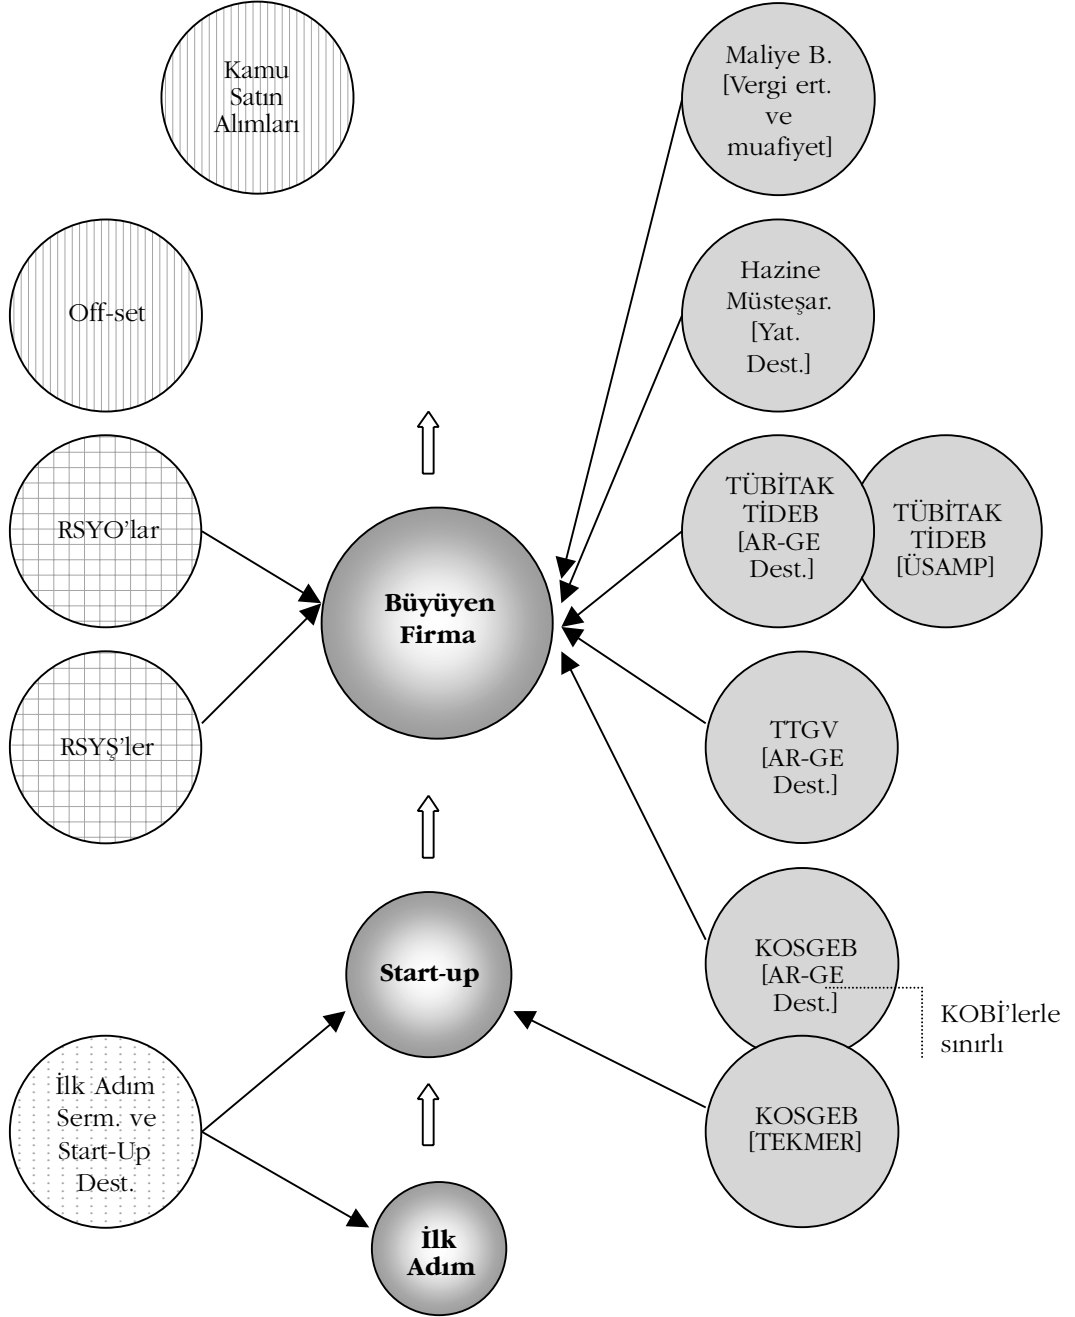 Kamu
Satın
Alımları
Maliye B.
[Vergi ert.
ve
muafiyet]
Off-set
Hazine
Müsteşar.
[Yat.
Dest.]
RSYO’lar
TÜBİTAK
TİDEB
[AR-GE
Dest.]
TÜBİTAK
TİDEB
[ÜSAMP]
Büyüyen
Firma
RSYŞ’ler
TTGV
[AR-GE
Dest.]
Start-up
KOSGEB
[AR-GE
Dest.]
KOBİ’lerle
sınırlı
İlk Adım
Serm. ve
Start-Up
Dest.
KOSGEB
[TEKMER]
İlk
Adım